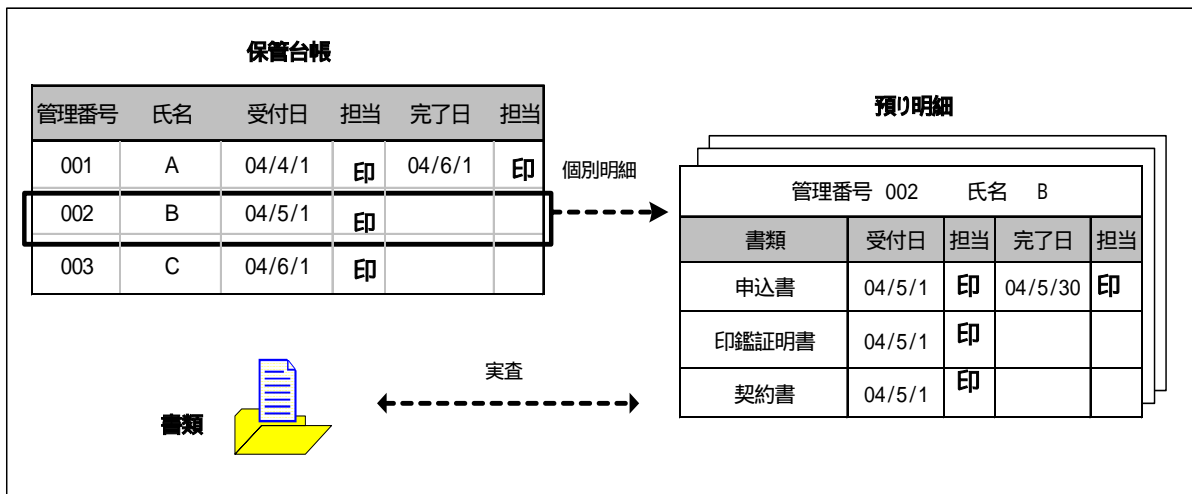 保管台帳
管理番号 氏名 受付日 担当 完了日 担当
001 A 04/4/1 印 04/6/1 印
002 B 04/5/1 印
003 C 04/6/1 印
個別明細
預り明細
管理番号 002 氏名 B
書類 受付日 担当 完了日 担当
申込書 04/5/1 印 04/5/30 印
印鑑証明書 04/5/1 印
契約書 04/5/1 印
実査
書類